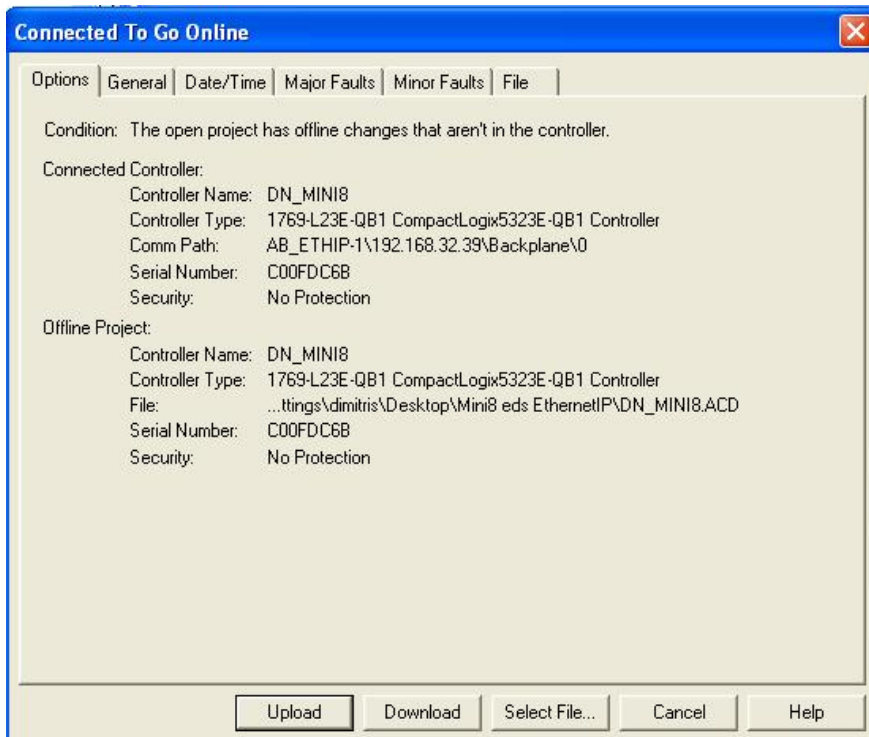 Connected To Go Online
Options General Date/Time Major Faults Minor Faults File
Condition: The open project has offline changes that aren't in the controller.
Connected Controller:
Controller Name: DN_MINI8
Controller Type: 1769-L23E-QB1 CompactLogix5323E-QB1 Controller
Comm Path: AB_ETHIP-1\192.168.32.39\Backplane\0
Serial Number: C00FDC6B
Security: No Protection
Offline Project:
Controller Name: DN_MINI8
Controller Type: 1769-L23E-QB1 CompactLogix5323E-QB1 Controller
File: ...ttings\dimitris\Desktop\Mini8 eds EthernetIP\DN_MINI8.ACD
Serial Number: C00FDC6B
Security: No Protection
Upload Download Select File... Cancel Help